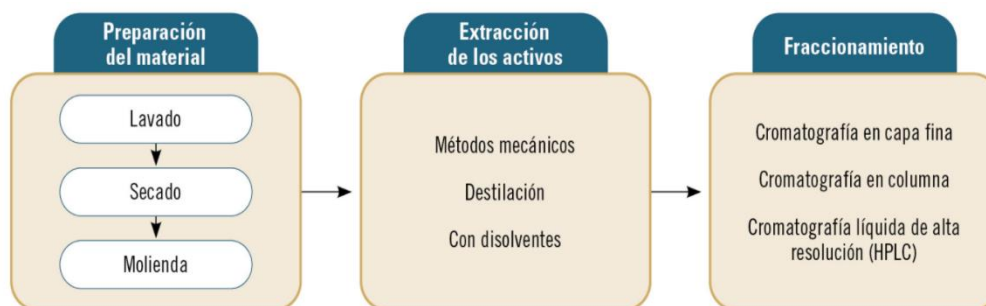 Preparación
del material
Lavado
Secado
Molienda
Extracción
de los activos
Métodos mecánicos
Destilación
Con disolventes
Fraccionamiento
Cromatografía en capa fina
Cromatografía en columna
Cromatografía líquida de alta
resolución (HPLC)